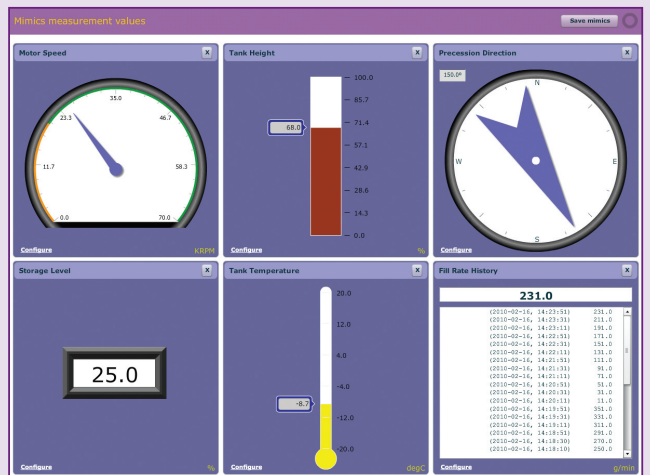 Mimics measurement values
Save mimics
Motor Speed
X
35.0
23.3
46.7
11.7
58.3
0.0
70.0
Configure
KRPM
Tank Height
X
100.0
85.7
71.4
68.0
57.1
42.9
28.6
14.3
0.0
Configure
%
Precession Direction
X
150.0º
N
W
E
S
Configure
Storage Level
X
25.0
Configure
%
Tank Temperature
X
20.0
12.0
4.0
-4.0
-8.7
-12.0
-20.0
Configure
degC
Fill Rate History
X
231.0
(2010-02-16, 14:23:51) 231.0
(2010-02-16, 14:23:31) 211.0
(2010-02-16, 14:23:11) 191.0
(2010-02-16, 14:22:51) 171.0
(2010-02-16, 14:22:31) 151.0
(2010-02-16, 14:22:11) 131.0
(2010-02-16, 14:21:51) 111.0
(2010-02-16, 14:21:31) 91.0
(2010-02-16, 14:21:11) 71.0
(2010-02-16, 14:20:51) 51.0
(2010-02-16, 14:20:31) 31.0
(2010-02-16, 14:20:11) 11.0
(2010-02-16, 14:19:51) 351.0
(2010-02-16, 14:19:31) 331.0
(2010-02-16, 14:19:11) 311.0
(2010-02-16, 14:18:51) 291.0
(2010-02-16, 14:18:30) 270.0
(2010-02-16, 14:18:10) 250.0
Configure
g/min